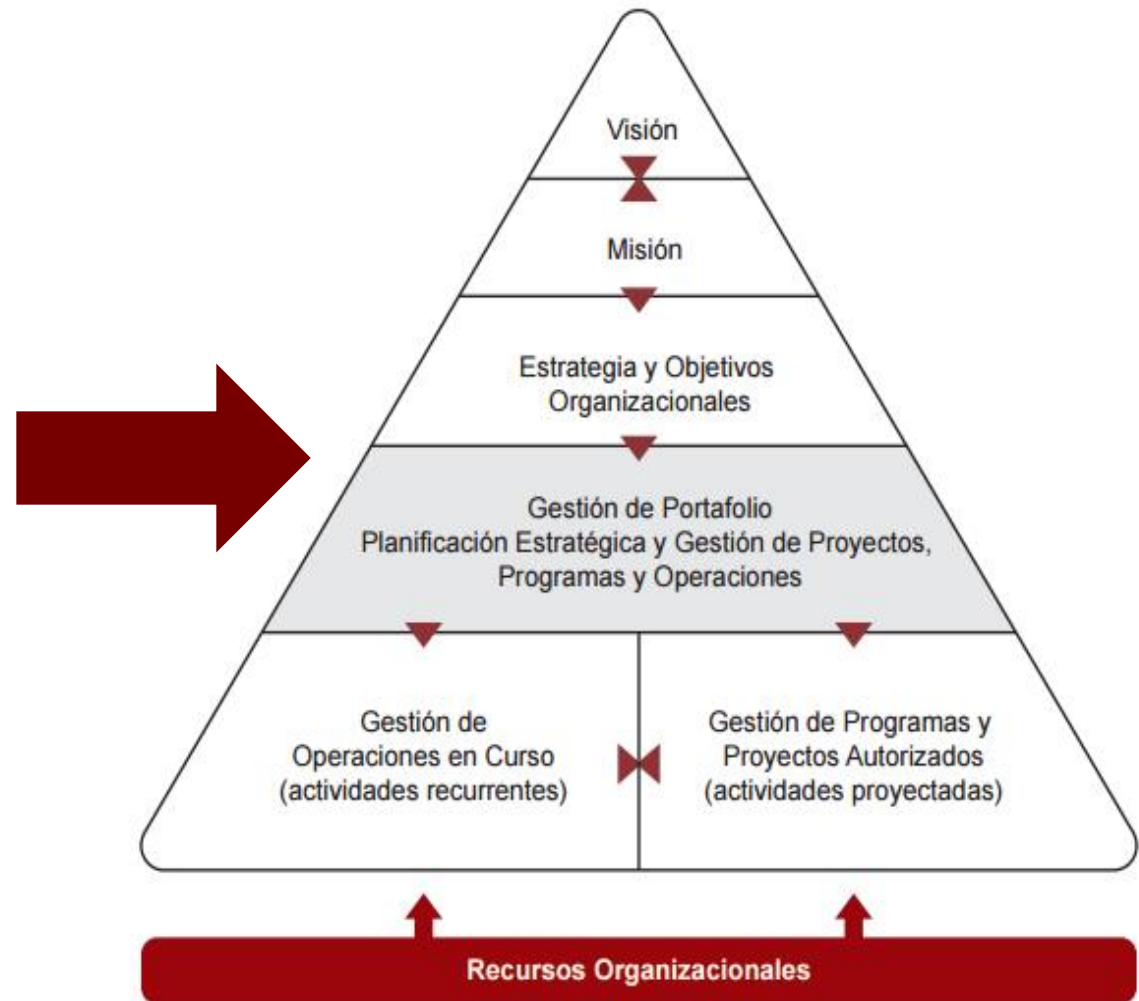 Visión
Misión
Estrategia y Objetivos
Organizacionales
Gestión de Portafolio
Planificación Estratégica y Gestión de Proyectos,
Programas y Operaciones
Gestión de
Operaciones en Curso
(actividades recurrentes)
Gestión de Programas y
Proyectos Autorizados
(actividades proyectadas)
Recursos Organizacionales